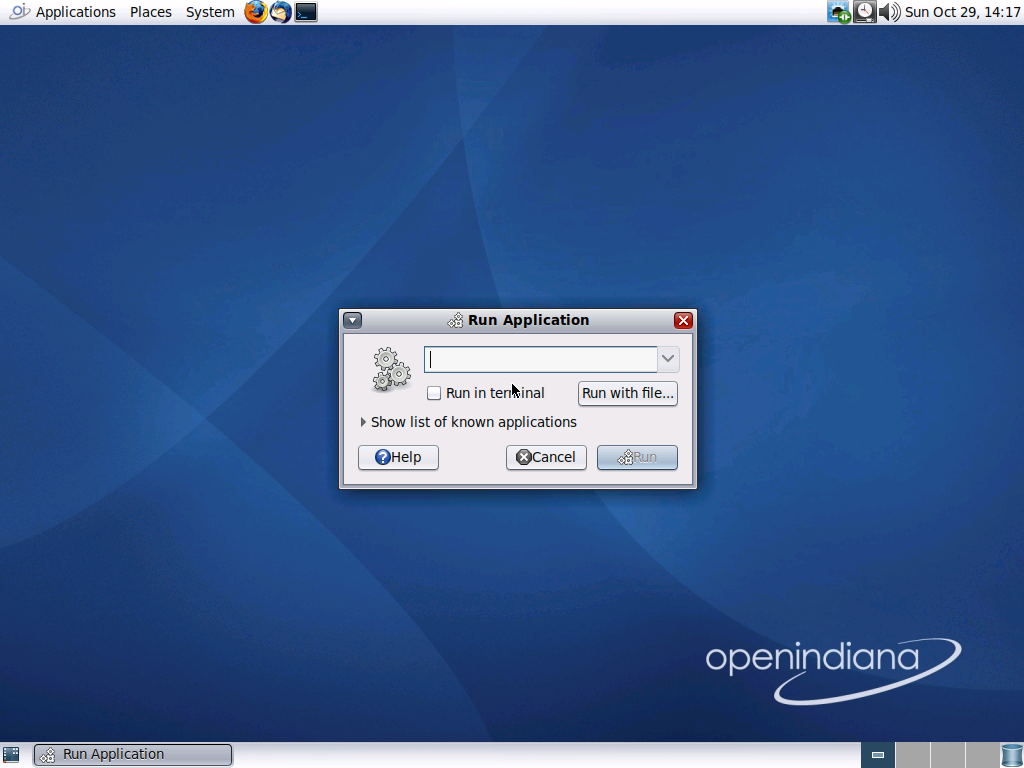 Applications Places System Sun Oct 29, 14:17
Run Application
Run in terminal Run with file...
Show list of known applications
Help Cancel Run
openindiana
Run Application